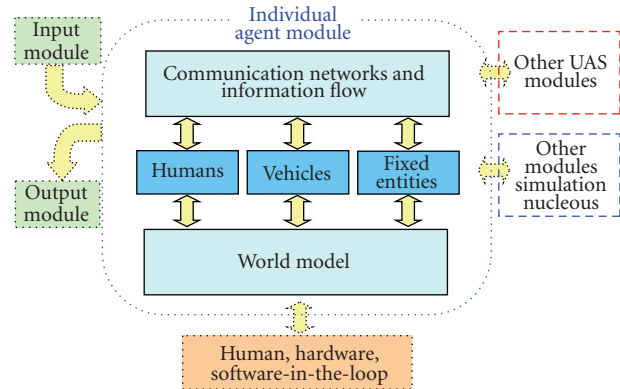 Input
module
Individual
agent module
Communication networks and
information flow
Other UAS
modules
Humans
Vehicles
Fixed
entities
Other
modules
simulation
nucleous
Output
module
World model
Human, hardware,
software-in-the-loop